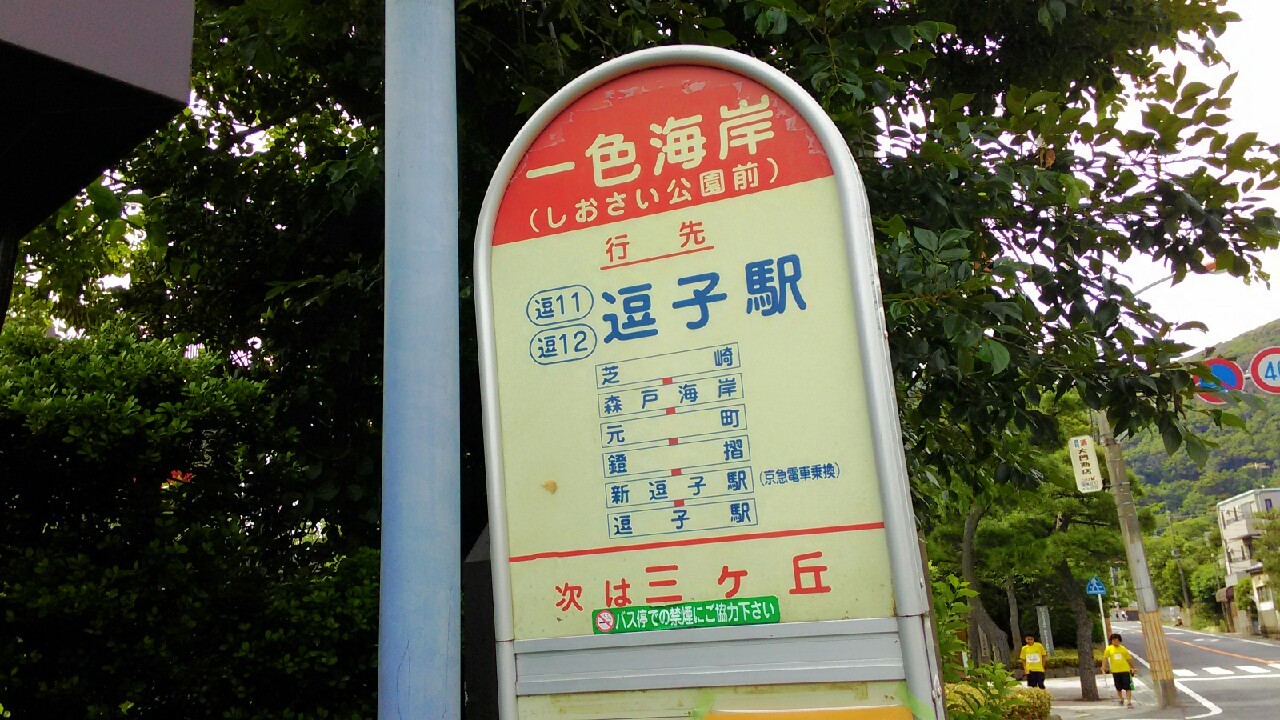 一色海岸
(しおさい公園前)
行先
逗11
逗12
逗子駅
芝崎
森戸海岸
元町
鐙摺
新逗子駅 (京急電車乗換)
逗子駅
次は三ヶ丘
バス停での禁煙にご協力下さい
40